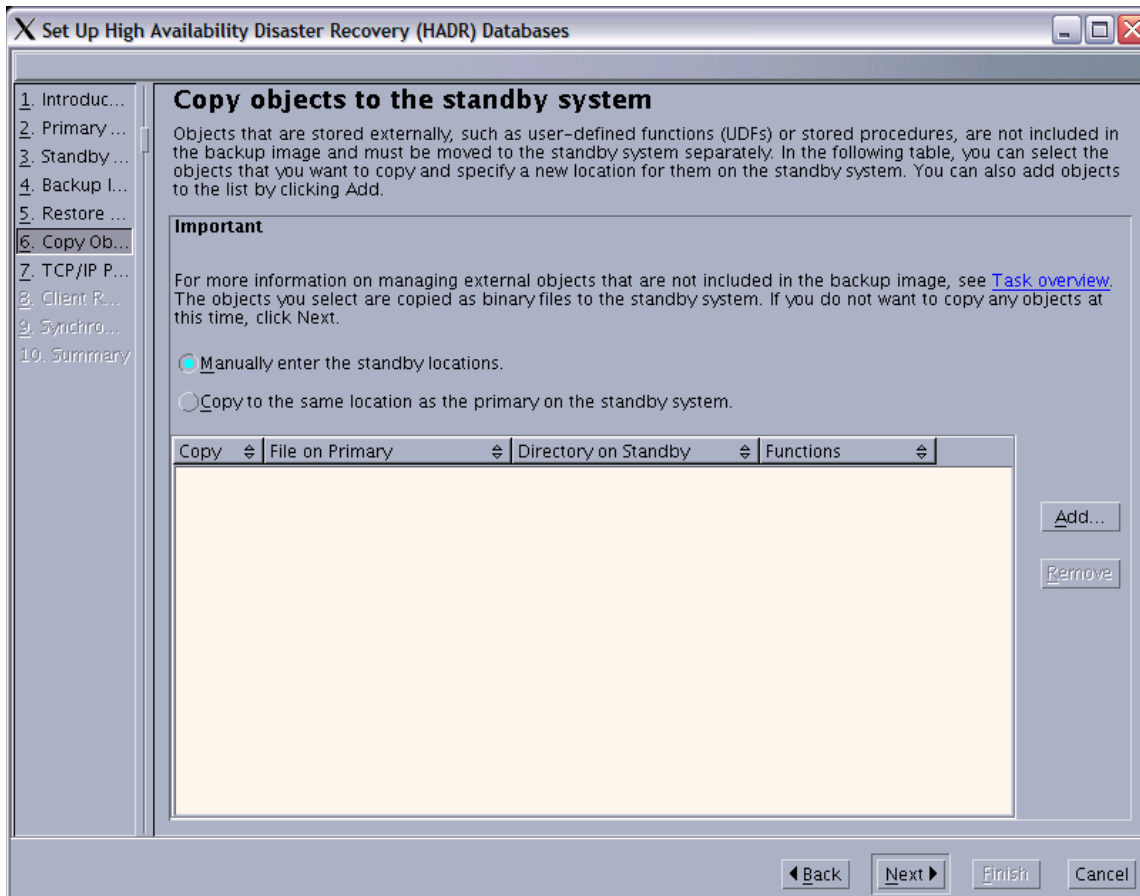 X Set Up High Availability Disaster Recovery (HADR) Databases
1. Introduc...
2. Primary ...
3. Standby ...
4. Backup I...
5. Restore ...
6. Copy Ob...
7. TCP/IP P...
8. Client R...
9. Synchro...
10. Summary
Copy objects to the standby system
Objects that are stored externally, such as user-defined functions (UDFs) or stored procedures, are not included in
the backup image and must be moved to the standby system separately. In the following table, you can select the
objects that you want to copy and specify a new location for them on the standby system. You can also add objects
to the list by clicking Add.
Important
For more information on managing external objects that are not included in the backup image, see Task overview.
The objects you select are copied as binary files to the standby system. If you do not want to copy any objects at
this time, click Next.
Manually enter the standby locations.
Copy to the same location as the primary on the standby system.
Copy File on Primary Directory on Standby Functions
Add...
Remove
Back Next Finish Cancel